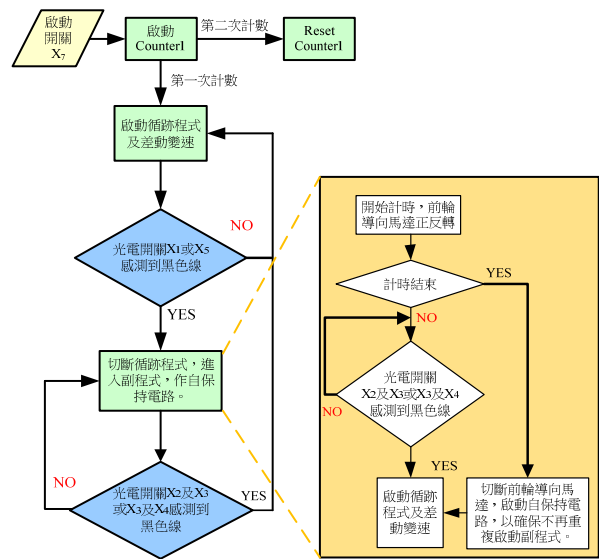 啟動
開關
X7
啟動
Counter1
第二次計數
Reset
Counter1
第一次計數
啟動循跡程式
及差動變速
NO
光電開關X1或X5
感測到黑色線
YES
切斷循跡程式，進
入副程式，作自保
持電路。
NO
光電開關X2及X3
或X3及X4感測到
黑色線
YES
開始計時，前輪
導向馬達正反轉
計時結束
YES
NO
光電開關
X2及X3或X3及X4
感測到黑色線
NO
YES
啟動循跡
程式及差
動變速
切斷前輪導向馬
達，啟動自保持電
路，以確保不再重
複啟動副程式。